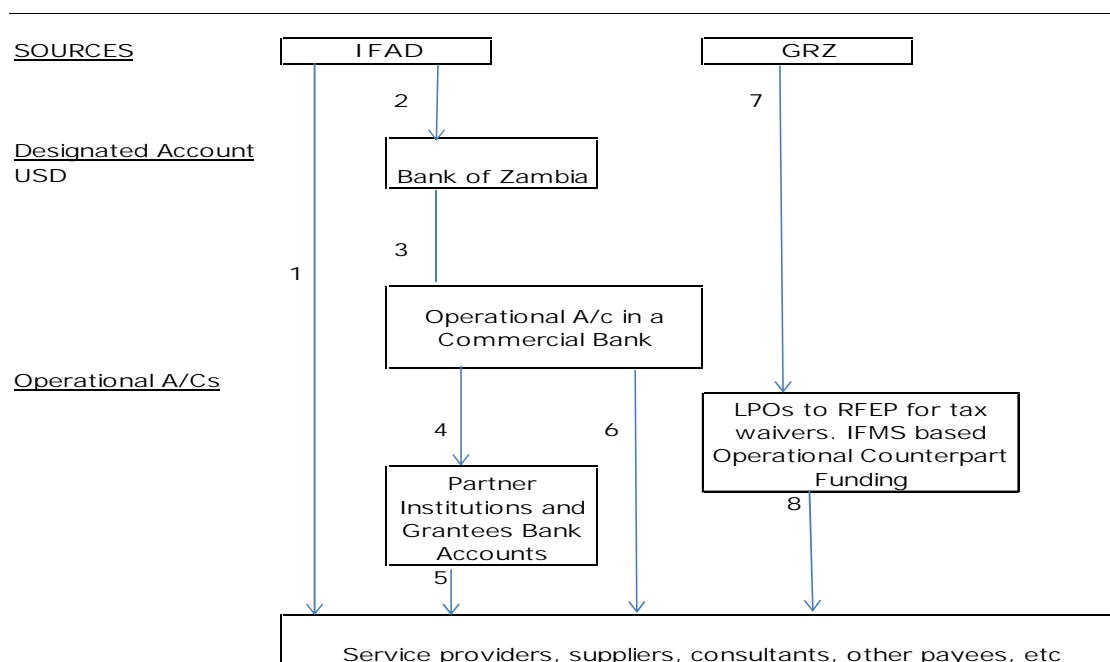 SOURCES
IFAD
GRZ
2
7
Designated Account
USD
Bank of Zambia
3
1
Operational A/c in a
Commercial Bank
Operational A/Cs
LPOs to RFEP for tax
waivers. IFMS based
Operational Counterpart
Funding
4
6
Partner
Institutions and
Grantees Bank
Accounts
8
5
Service providers, suppliers, consultants, other payees, etc